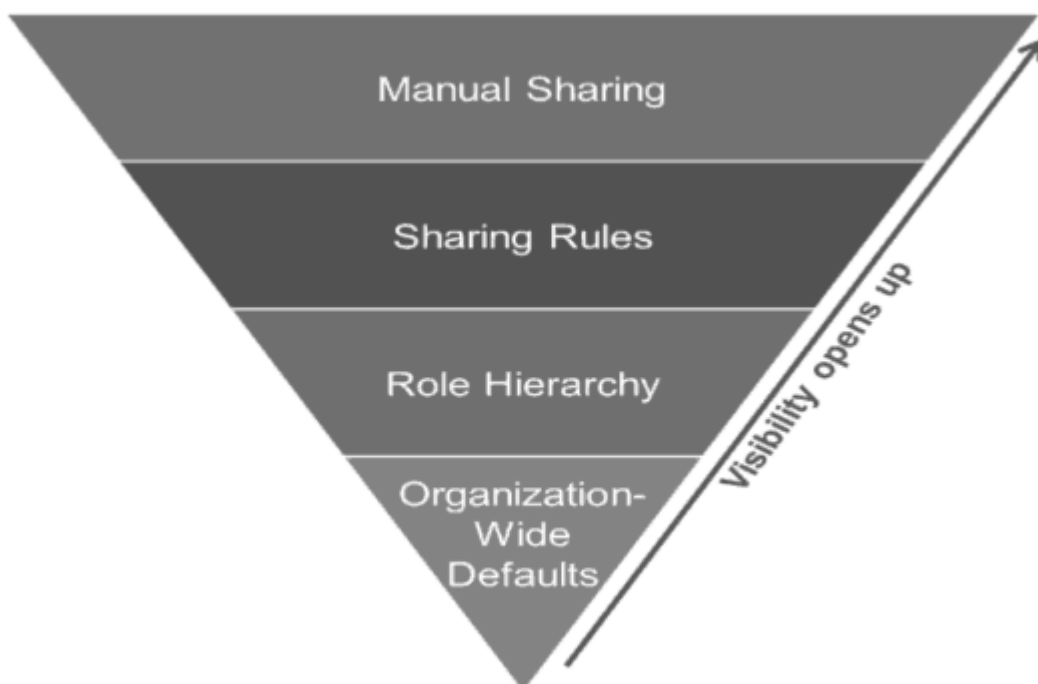 Manual Sharing
Sharing Rules
Role Hierarchy
Organization-
Wide
Defaults
Visibility opens up